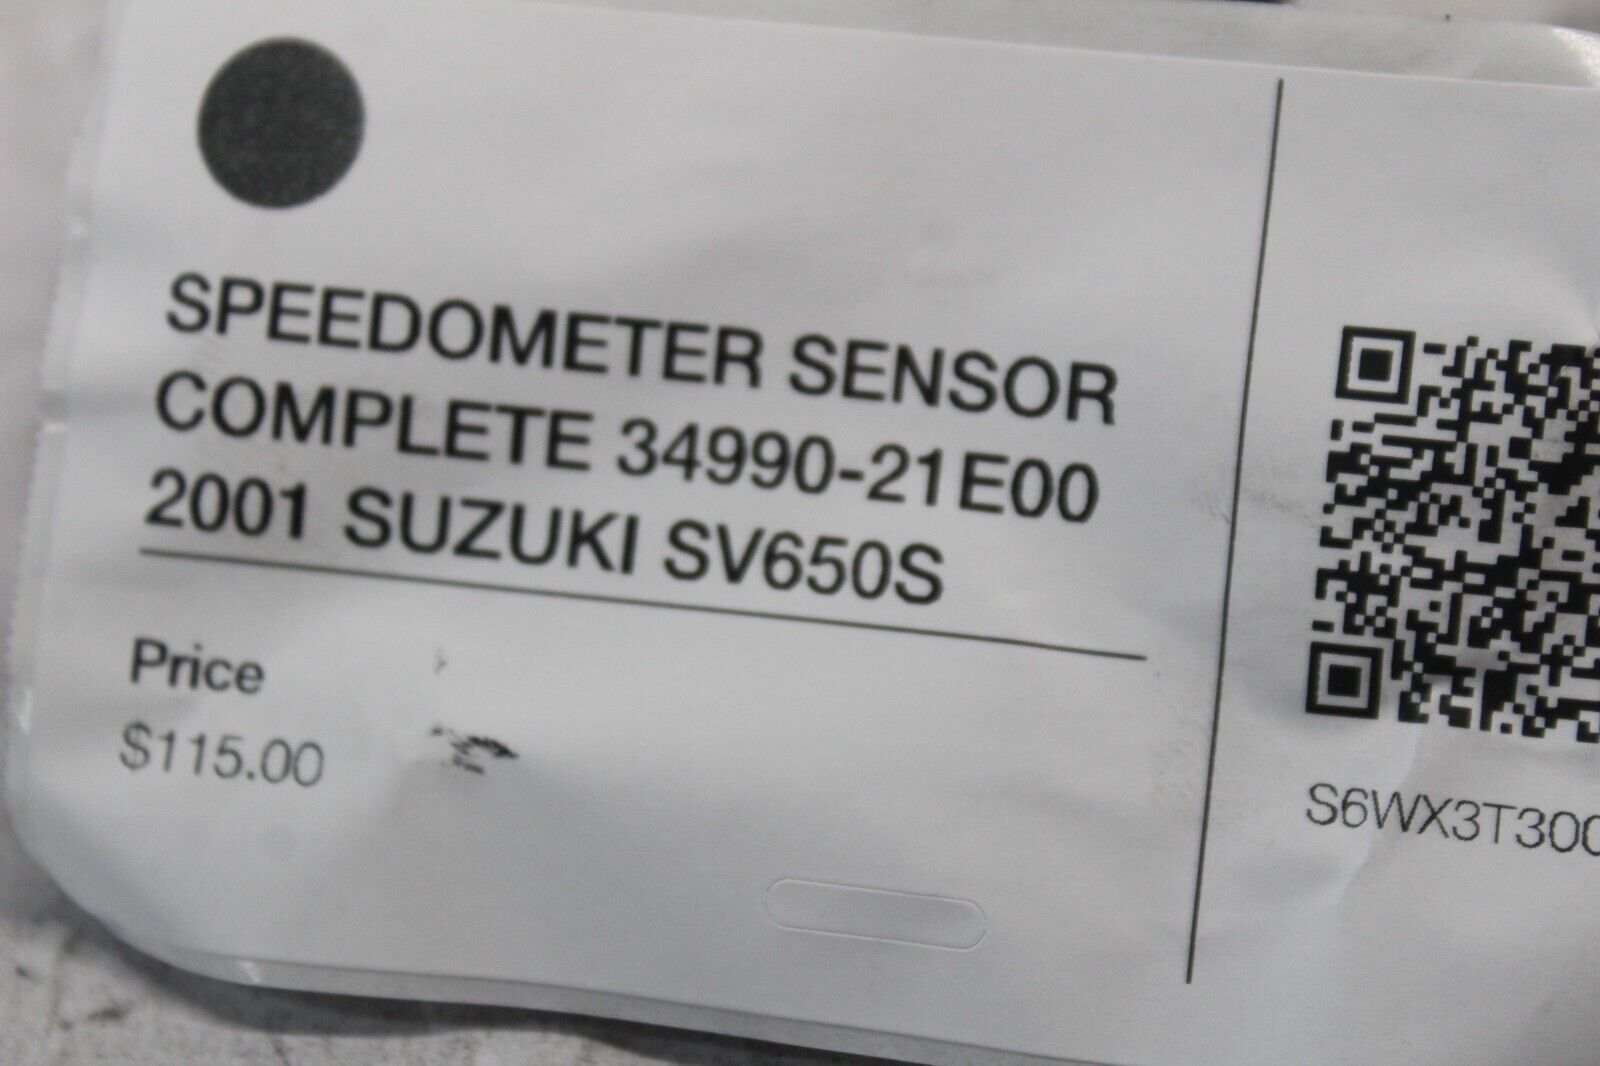 SPEEDOMETER SENSOR
COMPLETE 34990-21E00
2001 SUZUKI SV650S
Price
$115.00
S6WX3T300